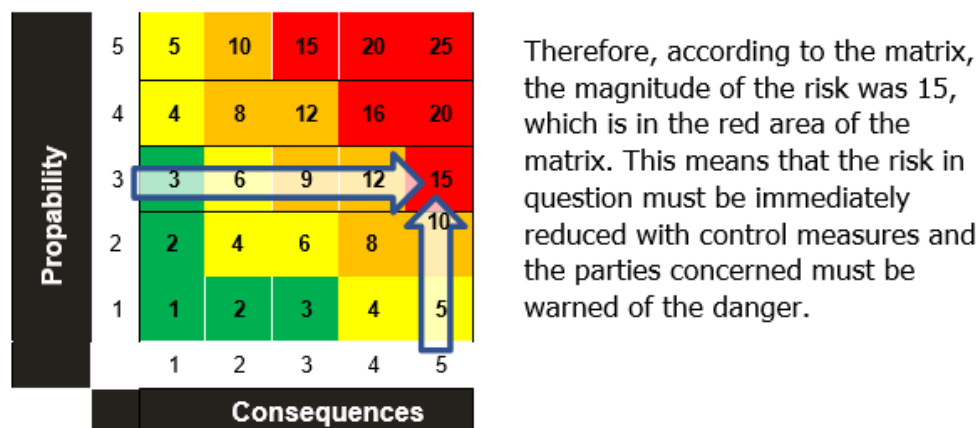 Propability
5 5 10 15 20 25
4 4 8 12 16 20
3 3 6 9 12 15
2 2 4 6 8 10
1 1 2 3 4 5
1 2 3 4 5
Consequences
Therefore, according to the matrix,
the magnitude of the risk was 15,
which is in the red area of the
matrix. This means that the risk in
question must be immediately
reduced with control measures and
the parties concerned must be
warned of the danger.